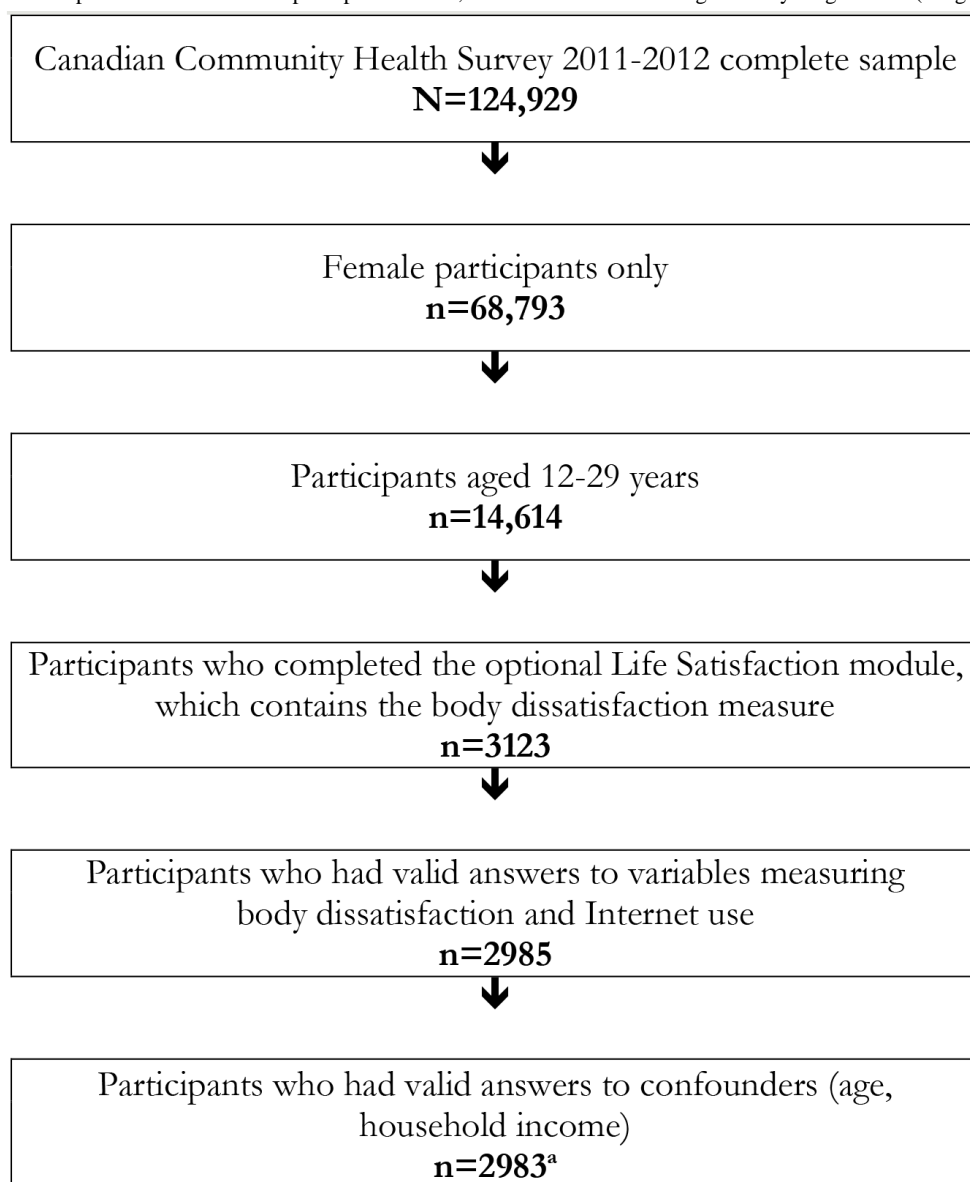 Canadian Community Health Survey 2011-2012 complete sample
N=124,929
Female participants only
n=68,793
Participants aged 12-29 years
n=14,614
Participants who completed the optional Life Satisfaction module,
which contains the body dissatisfaction measure
n=3123
Participants who had valid answers to variables measuring
body dissatisfaction and Internet use
n=2985
Participants who had valid answers to confounders (age,
household income)
n=2983ᵃ